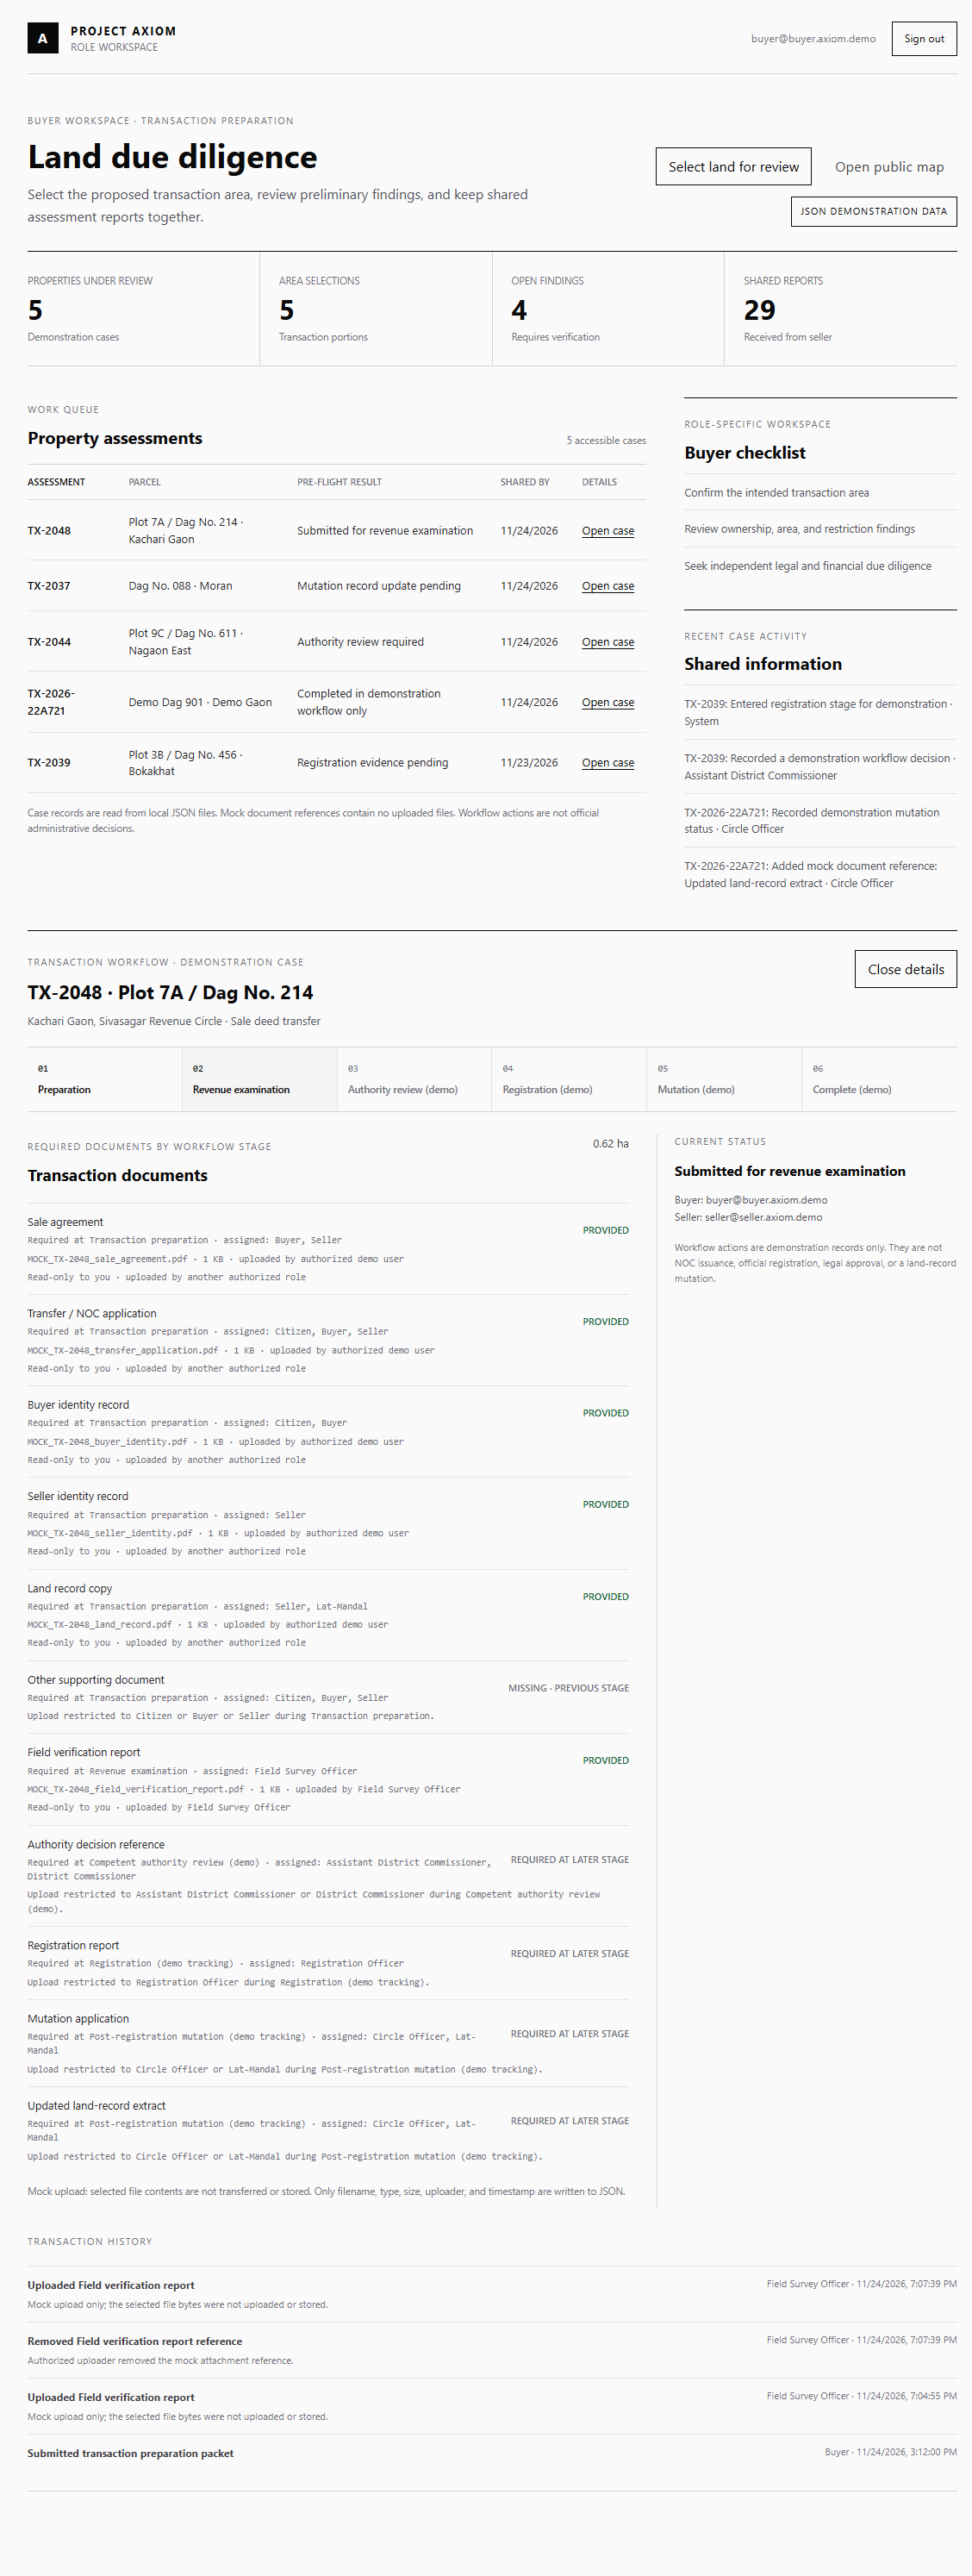 A
PROJECT AXIOM
ROLE WORKSPACE
buyer@buyer.axiom.demo
Sign out
BUYER WORKSPACE · TRANSACTION PREPARATION
Land due diligence
Select the proposed transaction area, review preliminary findings, and keep shared
assessment reports together.
Select land for review
Open public map
JSON DEMONSTRATION DATA
PROPERTIES UNDER REVIEW
5
Demonstration cases
AREA SELECTIONS
5
Transaction portions
OPEN FINDINGS
4
Requires verification
SHARED REPORTS
29
Received from seller
WORK QUEUE
Property assessments
5 accessible cases
ASSESSMENT PARCEL PRE-FLIGHT RESULT SHARED BY DETAILS
TX-2048
Plot 7A / Dag No. 214 ·
Kachari Gaon
Submitted for revenue examination
11/24/2026
Open case
TX-2037
Dag No. 088 · Moran
Mutation record update pending
11/24/2026
Open case
TX-2044
Plot 9C / Dag No. 611 ·
Nagaon East
Authority review required
11/24/2026
Open case
TX-2026-
22A721
Demo Dag 901 · Demo Gaon
Completed in demonstration
workflow only
11/24/2026
Open case
TX-2039
Plot 3B / Dag No. 456 ·
Bokakhat
Registration evidence pending
11/23/2026
Open case
Case records are read from local JSON files. Mock document references contain no uploaded files. Workflow actions are not official
administrative decisions.
ROLE-SPECIFIC WORKSPACE
Buyer checklist
Confirm the intended transaction area
Review ownership, area, and restriction findings
Seek independent legal and financial due diligence
RECENT CASE ACTIVITY
Shared information
TX-2039: Entered registration stage for demonstration ·
System
TX-2039: Recorded a demonstration workflow decision ·
Assistant District Commissioner
TX-2026-22A721: Recorded demonstration mutation
status · Circle Officer
TX-2026-22A721: Added mock document reference:
Updated land-record extract · Circle Officer
TRANSACTION WORKFLOW · DEMONSTRATION CASE
TX-2048 · Plot 7A / Dag No. 214
Kachari Gaon, Sivasagar Revenue Circle · Sale deed transfer
Close details
01
Preparation
02
Revenue examination
03
Authority review (demo)
04
Registration (demo)
05
Mutation (demo)
06
Complete (demo)
REQUIRED DOCUMENTS BY WORKFLOW STAGE
Transaction documents
0.62 ha
Sale agreement
Required at Transaction preparation · assigned: Buyer, Seller
MOCK_TX-2048_sale_agreement.pdf · 1 KB · uploaded by authorized demo user
Read-only to you · uploaded by another authorized role
PROVIDED
Transfer / NOC application
Required at Transaction preparation · assigned: Citizen, Buyer, Seller
MOCK_TX-2048_transfer_application.pdf · 1 KB · uploaded by authorized demo user
Read-only to you · uploaded by another authorized role
PROVIDED
Buyer identity record
Required at Transaction preparation · assigned: Citizen, Buyer
MOCK_TX-2048_buyer_identity.pdf · 1 KB · uploaded by authorized demo user
Read-only to you · uploaded by another authorized role
PROVIDED
Seller identity record
Required at Transaction preparation · assigned: Seller
MOCK_TX-2048_seller_identity.pdf · 1 KB · uploaded by authorized demo user
Read-only to you · uploaded by another authorized role
PROVIDED
Land record copy
Required at Transaction preparation · assigned: Seller, Lat-Mandal
MOCK_TX-2048_land_record.pdf · 1 KB · uploaded by authorized demo user
Read-only to you · uploaded by another authorized role
PROVIDED
Other supporting document
Required at Transaction preparation · assigned: Citizen, Buyer, Seller
Upload restricted to Citizen or Buyer or Seller during Transaction preparation.
MISSING · PREVIOUS STAGE
Field verification report
Required at Revenue examination · assigned: Field Survey Officer
MOCK_TX-2048_field_verification_report.pdf · 1 KB · uploaded by Field Survey Officer
Read-only to you · uploaded by Field Survey Officer
PROVIDED
Authority decision reference
Required at Competent authority review (demo) · assigned: Assistant District Commissioner,
District Commissioner
Upload restricted to Assistant District Commissioner or District Commissioner during Competent authority review
(demo).
REQUIRED AT LATER STAGE
Registration report
Required at Registration (demo tracking) · assigned: Registration Officer
Upload restricted to Registration Officer during Registration (demo tracking).
REQUIRED AT LATER STAGE
Mutation application
Required at Post-registration mutation (demo tracking) · assigned: Circle Officer, Lat-
Mandal
Upload restricted to Circle Officer or Lat-Mandal during Post-registration mutation (demo tracking).
REQUIRED AT LATER STAGE
Updated land-record extract
Required at Post-registration mutation (demo tracking) · assigned: Circle Officer, Lat-
Mandal
Upload restricted to Circle Officer or Lat-Mandal during Post-registration mutation (demo tracking).
REQUIRED AT LATER STAGE
Mock upload: selected file contents are not transferred or stored. Only filename, type, size, uploader, and timestamp are written to JSON.
CURRENT STATUS
Submitted for revenue examination
Buyer: buyer@buyer.axiom.demo
Seller: seller@seller.axiom.demo
Workflow actions are demonstration records only. They are not
NOC issuance, official registration, legal approval, or a land-record
mutation.
TRANSACTION HISTORY
Uploaded Field verification report
Mock upload only; the selected file bytes were not uploaded or stored.
Field Survey Officer · 11/24/2026, 7:07:39 PM
Removed Field verification report reference
Authorized uploader removed the mock attachment reference.
Field Survey Officer · 11/24/2026, 7:07:39 PM
Uploaded Field verification report
Mock upload only; the selected file bytes were not uploaded or stored.
Field Survey Officer · 11/24/2026, 7:04:55 PM
Submitted transaction preparation packet
Buyer · 11/24/2026, 3:12:00 PM